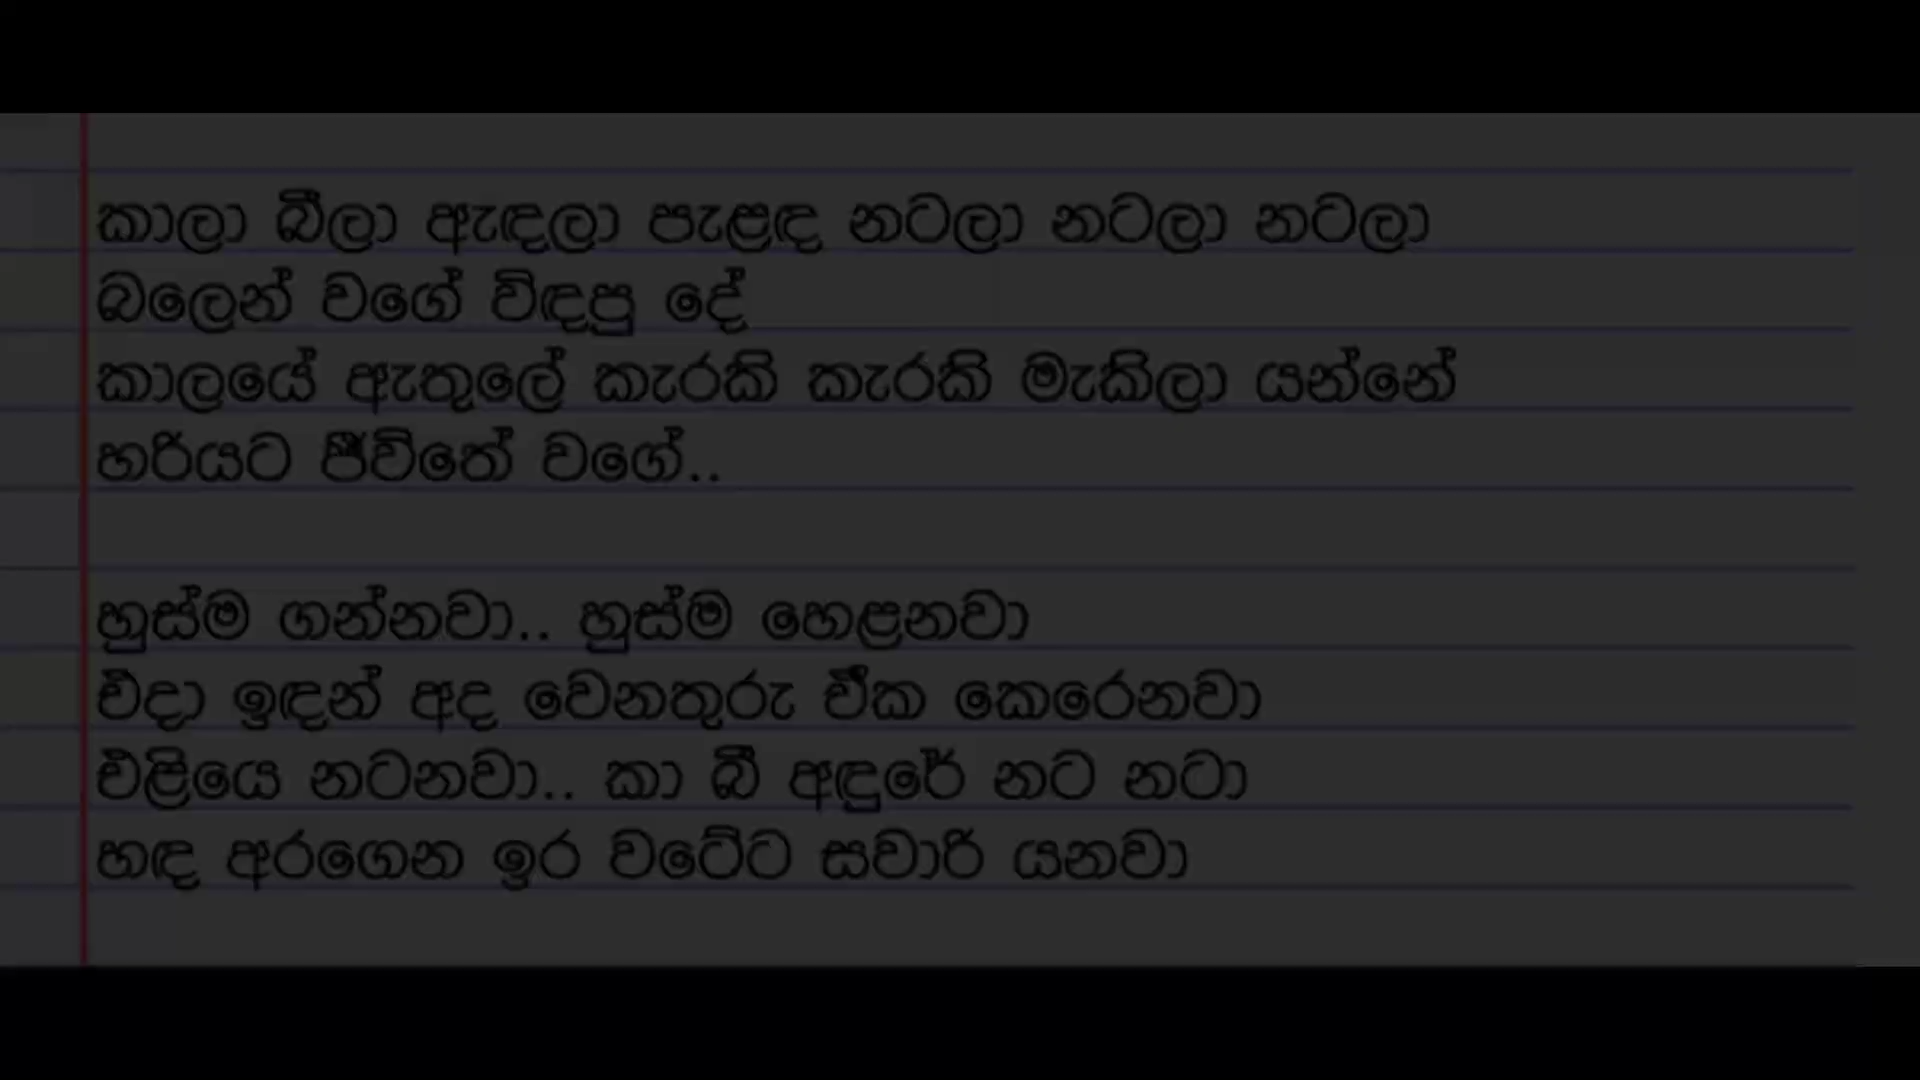 කාලා බීලා ඇඳලා පැළඳ නටලා නටලා නටලා
බලෙන් වගේ විඳපු දේ
කාලයේ ඇතුලේ කැරකි කැරකි මැකිලා යන්නේ
හරියට ජීවිතේ වගේ..
හුස්ම ගන්නවා.. හුස්ම හෙළනවා
එදා ඉඳන් අද වෙනතුරු ඒක කෙරෙනවා
එළියෙ නටනවා.. කා බී අඳුරේ නට නටා
හඳ අරගෙන ඉර වටේට සවාරි යනවා